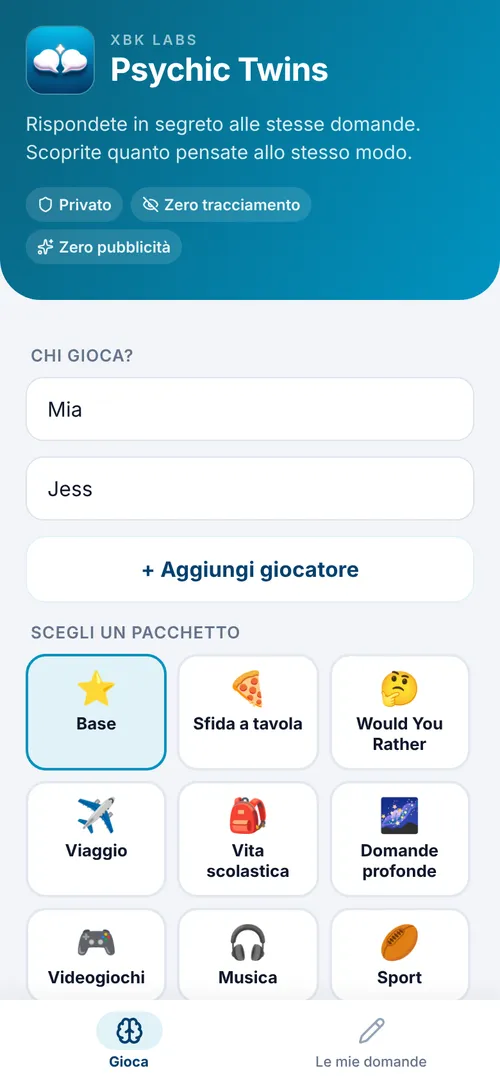 XBK LABS
Psychic Twins
Rispondete in segreto alle stesse domande.
Scoprite quanto pensate allo stesso modo.
Privato
Zero tracciamento
Zero pubblicità
CHI GIOCA?
Mia
Jess
+ Aggiungi giocatore
SCEGLI UN PACCHETTO
Base
Sfida a tavola
Would You
Rather
Viaggio
Vita
scolastica
Domande
profonde
Videogiochi
Musica
Sport
Gioca
Le mie domande